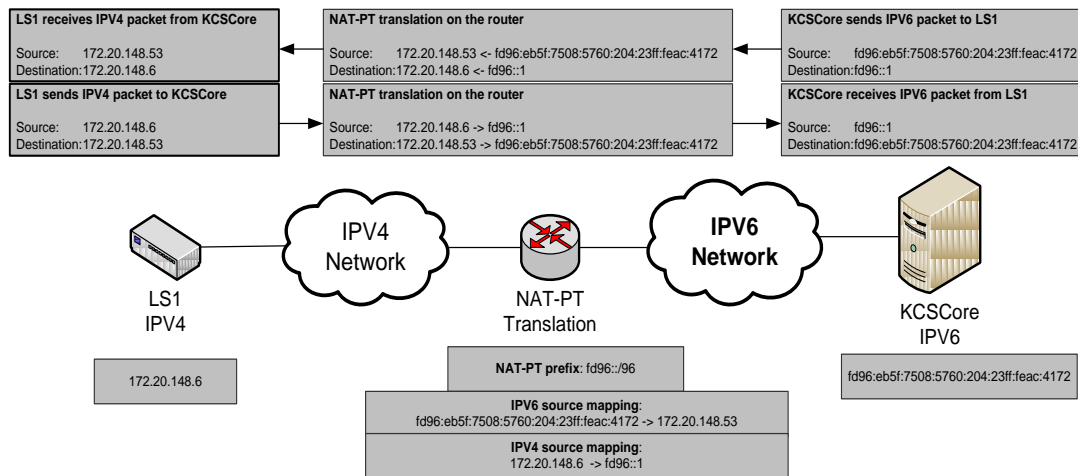 LS1 receives IPV4 packet from KCSCore
Source: 172.20.148.53
Destination:172.20.148.6
NAT-PT translation on the router
Source: 172.20.148.53 <- fd96:eb5f:7508:5760:204:23ff:feac:4172
Destination:172.20.148.6 <- fd96::1
KCSCore sends IPV6 packet to LS1
Source: fd96:eb5f:7508:5760:204:23ff:feac:4172
Destination:fd96::1
LS1 sends IPV4 packet to KCSCore
Source: 172.20.148.6
Destination:172.20.148.53
NAT-PT translation on the router
Source: 172.20.148.6 -> fd96::1
Destination:172.20.148.53 -> fd96:eb5f:7508:5760:204:23ff:feac:4172
KCSCore receives IPV6 packet from LS1
Source: fd96::1
Destination:fd96:eb5f:7508:5760:204:23ff:feac:4172
IPV4
Network
IPV6
Network
LS1
IPV4
NAT-PT
Translation
KCSCore
IPV6
172.20.148.6
NAT-PT prefix: fd96::/96
fd96:eb5f:7508:5760:204:23ff:feac:4172
IPV6 source mapping:
fd96:eb5f:7508:5760:204:23ff:feac:4172 -> 172.20.148.53
IPV4 source mapping:
172.20.148.6 -> fd96::1